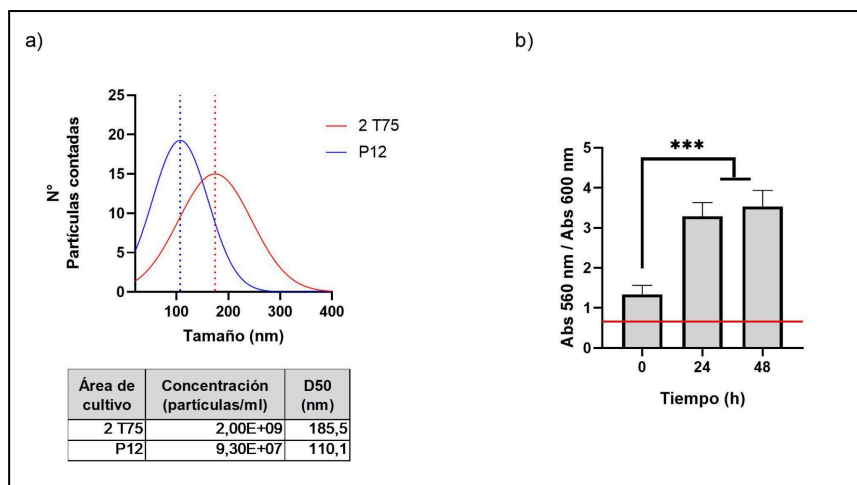 a)
25
20
15
10
5
0
N°
Partículas contadas
100
200
300
400
Tamaño (nm)
2 T75
P12
Área de cultivo Concentración (partículas/ml) D50 (nm)
2 T75 2,00E+09 185,5
P12 9,30E+07 110,1
b)
***
5
4
3
2
1
0
Abs 560 nm / Abs 600 nm
0
24
48
Tiempo (h)